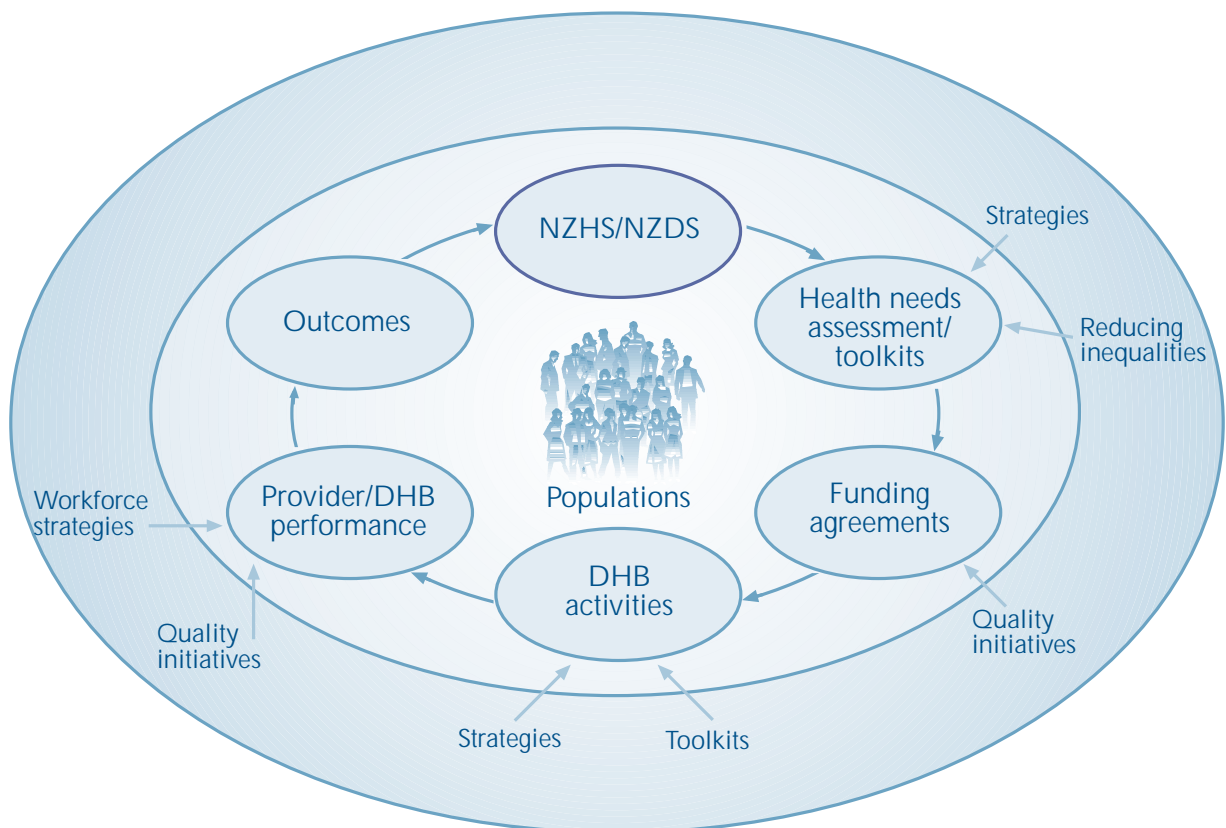 NZHS/NZDS
Strategies
Health needs
assessment/
toolkits
Reducing
inequalities
Outcomes
Populations
Funding
agreements
Provider/DHB
performance
Workforce
strategies
DHB
activities
Quality
initiatives
Quality
initiatives
Strategies
Toolkits